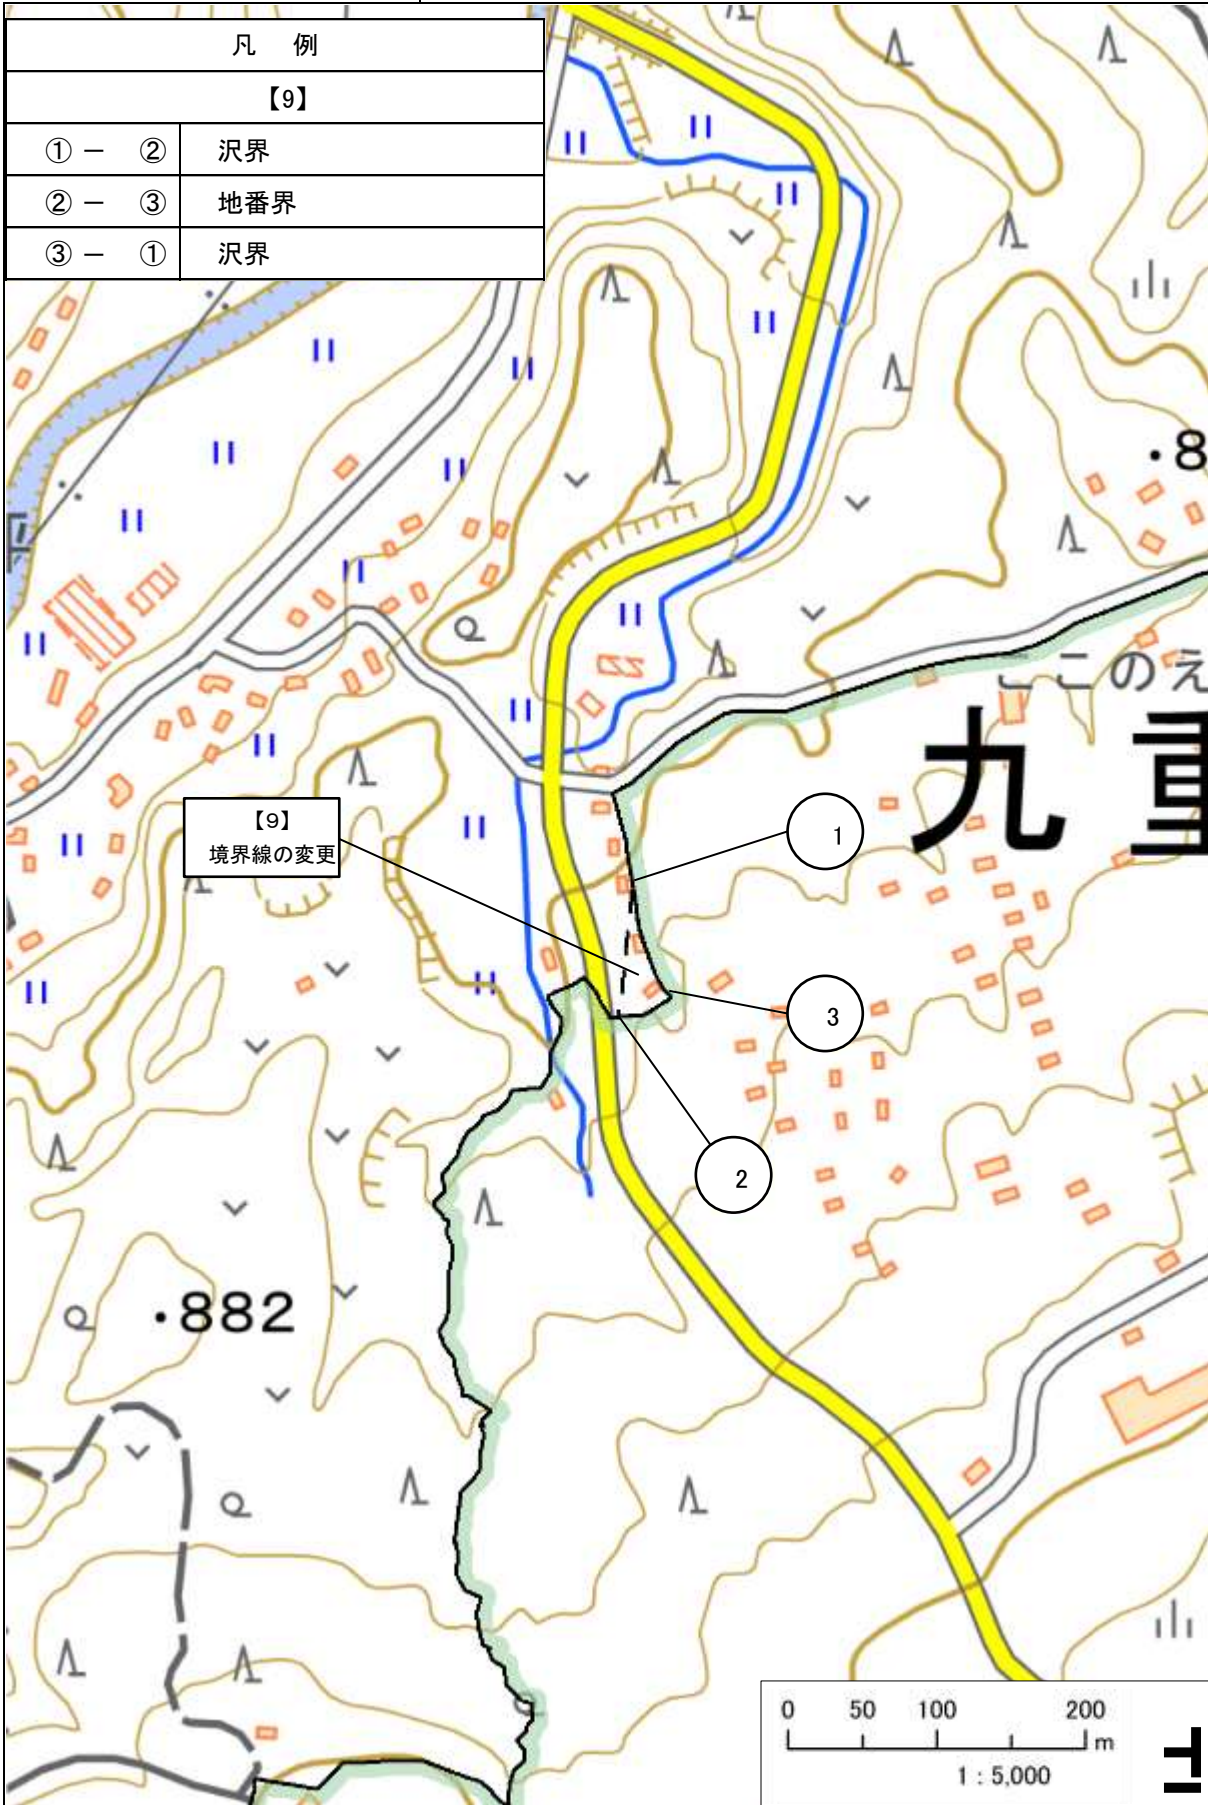 凡　例
【9】
① － ② 沢界
② － ③ 地番界
③ － ① 沢界
・8
ここのえ
九重
【9】
境界線の変更
1
3
2
・882
0 50 100 200
m
1：5,000